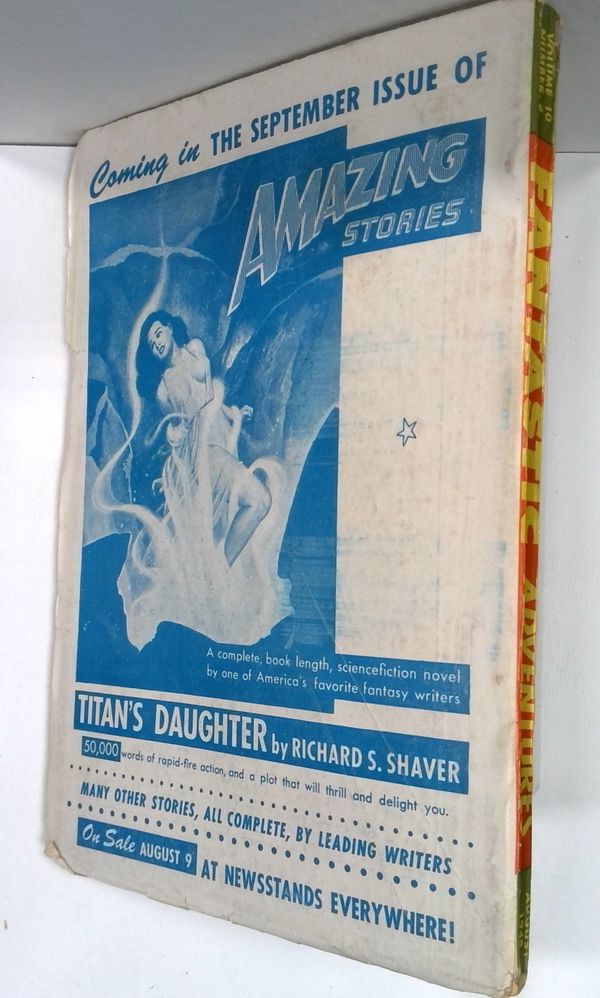 Coming in THE SEPTEMBER ISSUE OF
AMAZING
STORIES
A complete, book length, sciencefiction novel
by one of America's favorite fantasy writers
TITAN'S DAUGHTER by RICHARD S. SHAVER
50,000 words of rapid-fire action, and a plot that will thrill and delight you.
MANY OTHER STORIES, ALL COMPLETE, BY LEADING WRITERS
On Sale AUGUST 9 AT NEWSSTANDS EVERYWHERE!
VOLUME 10
NUMBER
FANTASTIC ADVENTURES
AUGUST